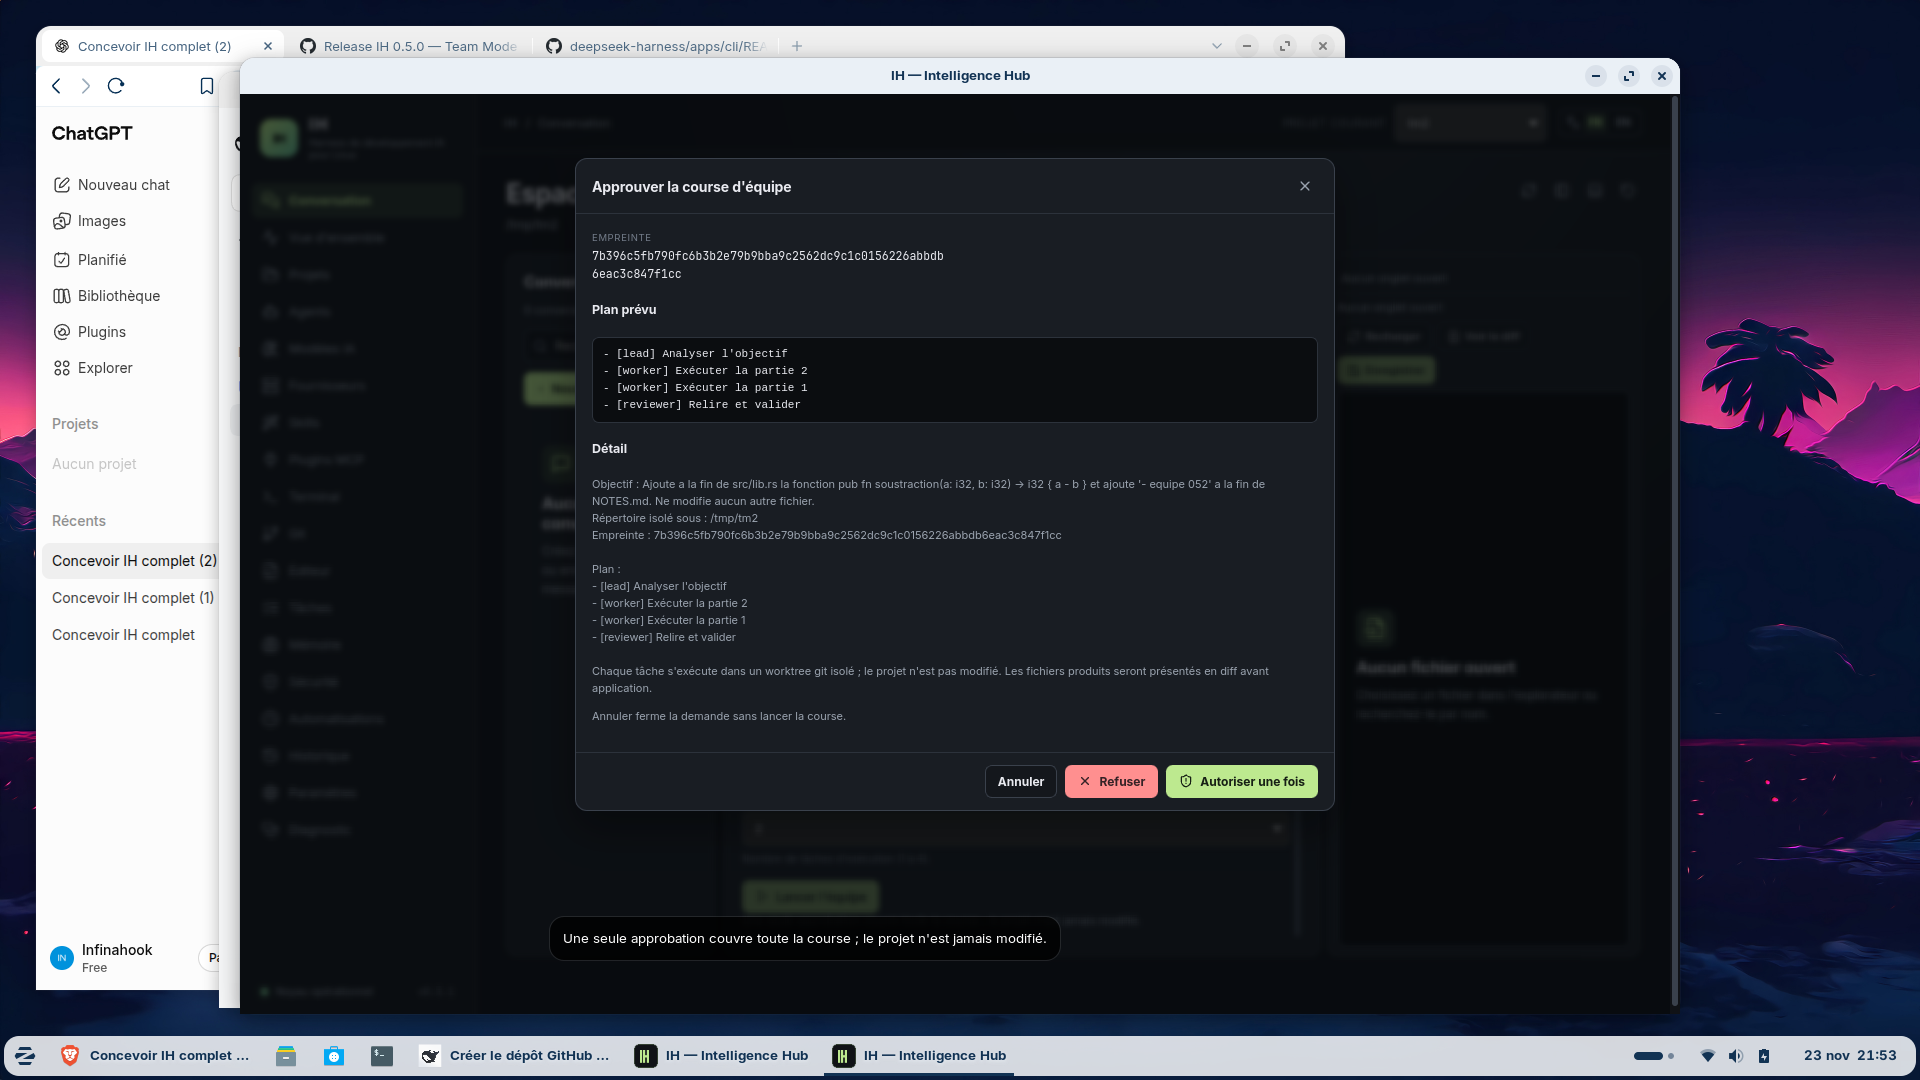 Concevoir IH complet (2)
Release IH 0.5.0 — Team Mode
deepseek-harness/apps/cli/REA
IH — Intelligence Hub
ChatGPT
Nouveau chat
Images
Planifié
Bibliothèque
Plugins
Explorer
Projets
Aucun projet
Récents
Concevoir IH complet (2)
Concevoir IH complet (1)
Concevoir IH complet
IN
Infinahook
Free
Pa
Conversation
Approuver la course d'équipe
EMPREINTE
7b396c5fb790fc6b3b2e79b9bba9c2562dc9c1c0156226abbdb
6eac3c847f1cc
Plan prévu
- [lead] Analyser l'objectif
- [worker] Exécuter la partie 2
- [worker] Exécuter la partie 1
- [reviewer] Relire et valider
Détail
Objectif : Ajoute a la fin de src/lib.rs la fonction pub fn soustraction(a: i32, b: i32) -> i32 { a - b } et ajoute '- equipe 052' a la fin de
NOTES.md. Ne modifie aucun autre fichier.
Répertoire isolé sous : /tmp/tm2
Empreinte : 7b396c5fb790fc6b3b2e79b9bba9c2562dc9c1c0156226abbdb6eac3c847f1cc
Plan :
- [lead] Analyser l'objectif
- [worker] Exécuter la partie 2
- [worker] Exécuter la partie 1
- [reviewer] Relire et valider
Chaque tâche s'exécute dans un worktree git isolé ; le projet n'est pas modifié. Les fichiers produits seront présentés en diff avant
application.
Annuler ferme la demande sans lancer la course.
Annuler
Refuser
Autoriser une fois
Aucun fichier ouvert
Une seule approbation couvre toute la course ; le projet n'est jamais modifié.
Concevoir IH complet ...
Créer le dépôt GitHub ...
IH — Intelligence Hub
IH — Intelligence Hub
23 nov 21:53